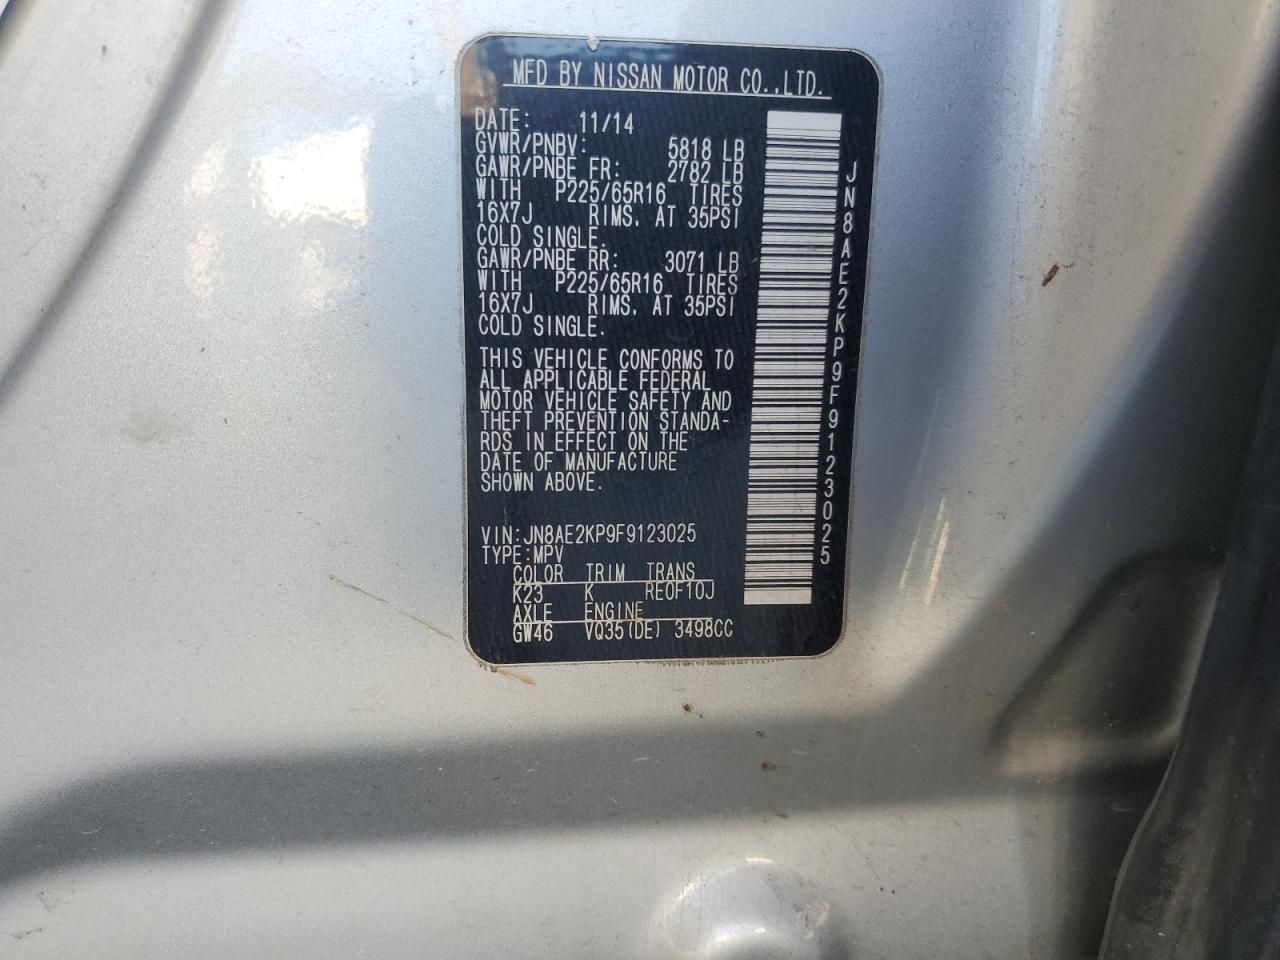 MFD BY NISSAN MOTOR CO.,LTD.
DATE: 11/14
GVWR/PNBV: 5818 LB
GAWR/PNBE FR: 2782 LB
WITH P225/65R16 TIRES
16X7J RIMS. AT 35PSI
COLD SINGLE.
GAWR/PNBE RR: 3071 LB
WITH P225/65R16 TIRES
16X7J RIMS. AT 35PSI
COLD SINGLE.
THIS VEHICLE CONFORMS TO
ALL APPLICABLE FEDERAL
MOTOR VEHICLE SAFETY AND
THEFT PREVENTION STANDA-
RDS IN EFFECT ON THE
DATE OF MANUFACTURE
SHOWN ABOVE.
VIN:JN8AE2KP9F9123025
TYPE:MPV
COLOR TRIM TRANS
K23 K RE0F10J
AXLE ENGINE
GW46 VQ35(DE) 3498CC
JN8AE2KP9F9123025